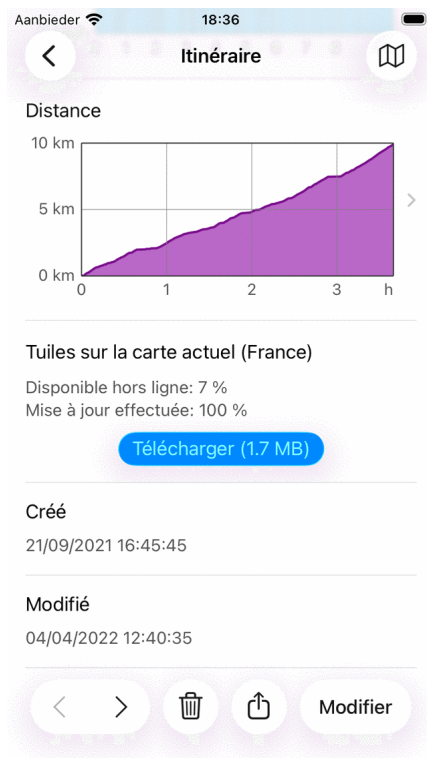 Aanbieder 18:36
Itinéraire
Distance
10 km
5 km
0 km
0 1 2 3 h
Tuiles sur la carte actuel (France)
Disponible hors ligne: 7 %
Mise à jour effectuée: 100 %
Télécharger (1.7 MB)
Créé
21/09/2021 16:45:45
Modifié
04/04/2022 12:40:35
Modifier